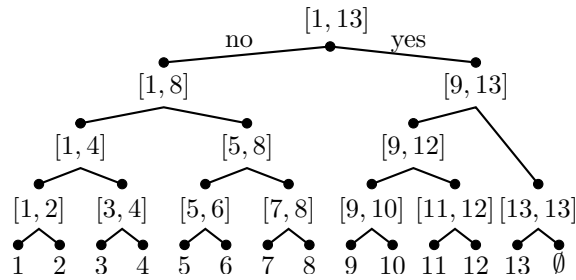 [1, 13]
no yes
[1, 8] [9, 13]
[1, 4] [5, 8] [9, 12]
[1, 2] [3, 4] [5, 6] [7, 8] [9, 10] [11, 12] [13, 13]
1 2 3 4 5 6 7 8 9 10 11 12 13 ∅